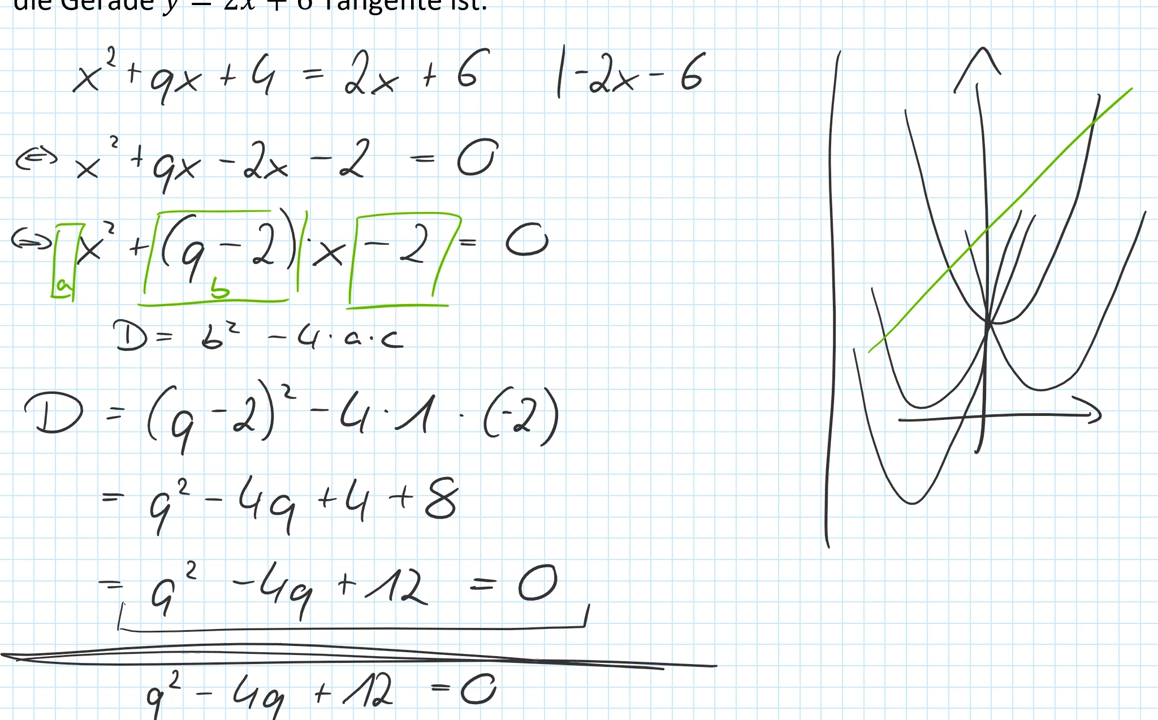 die Gerade y = 2x + 6 Tangente ist.
x² + qx + 4 = 2x + 6 |-2x - 6
⇔ x² + qx - 2x - 2 = 0
⇔ x² + (q - 2)·x - 2 = 0
a b
D = b² - 4·a·c
D = (q - 2)² - 4·1·(-2)
= q² - 4q + 4 + 8
= q² - 4q + 12 = 0
q² - 4q + 12 = 0